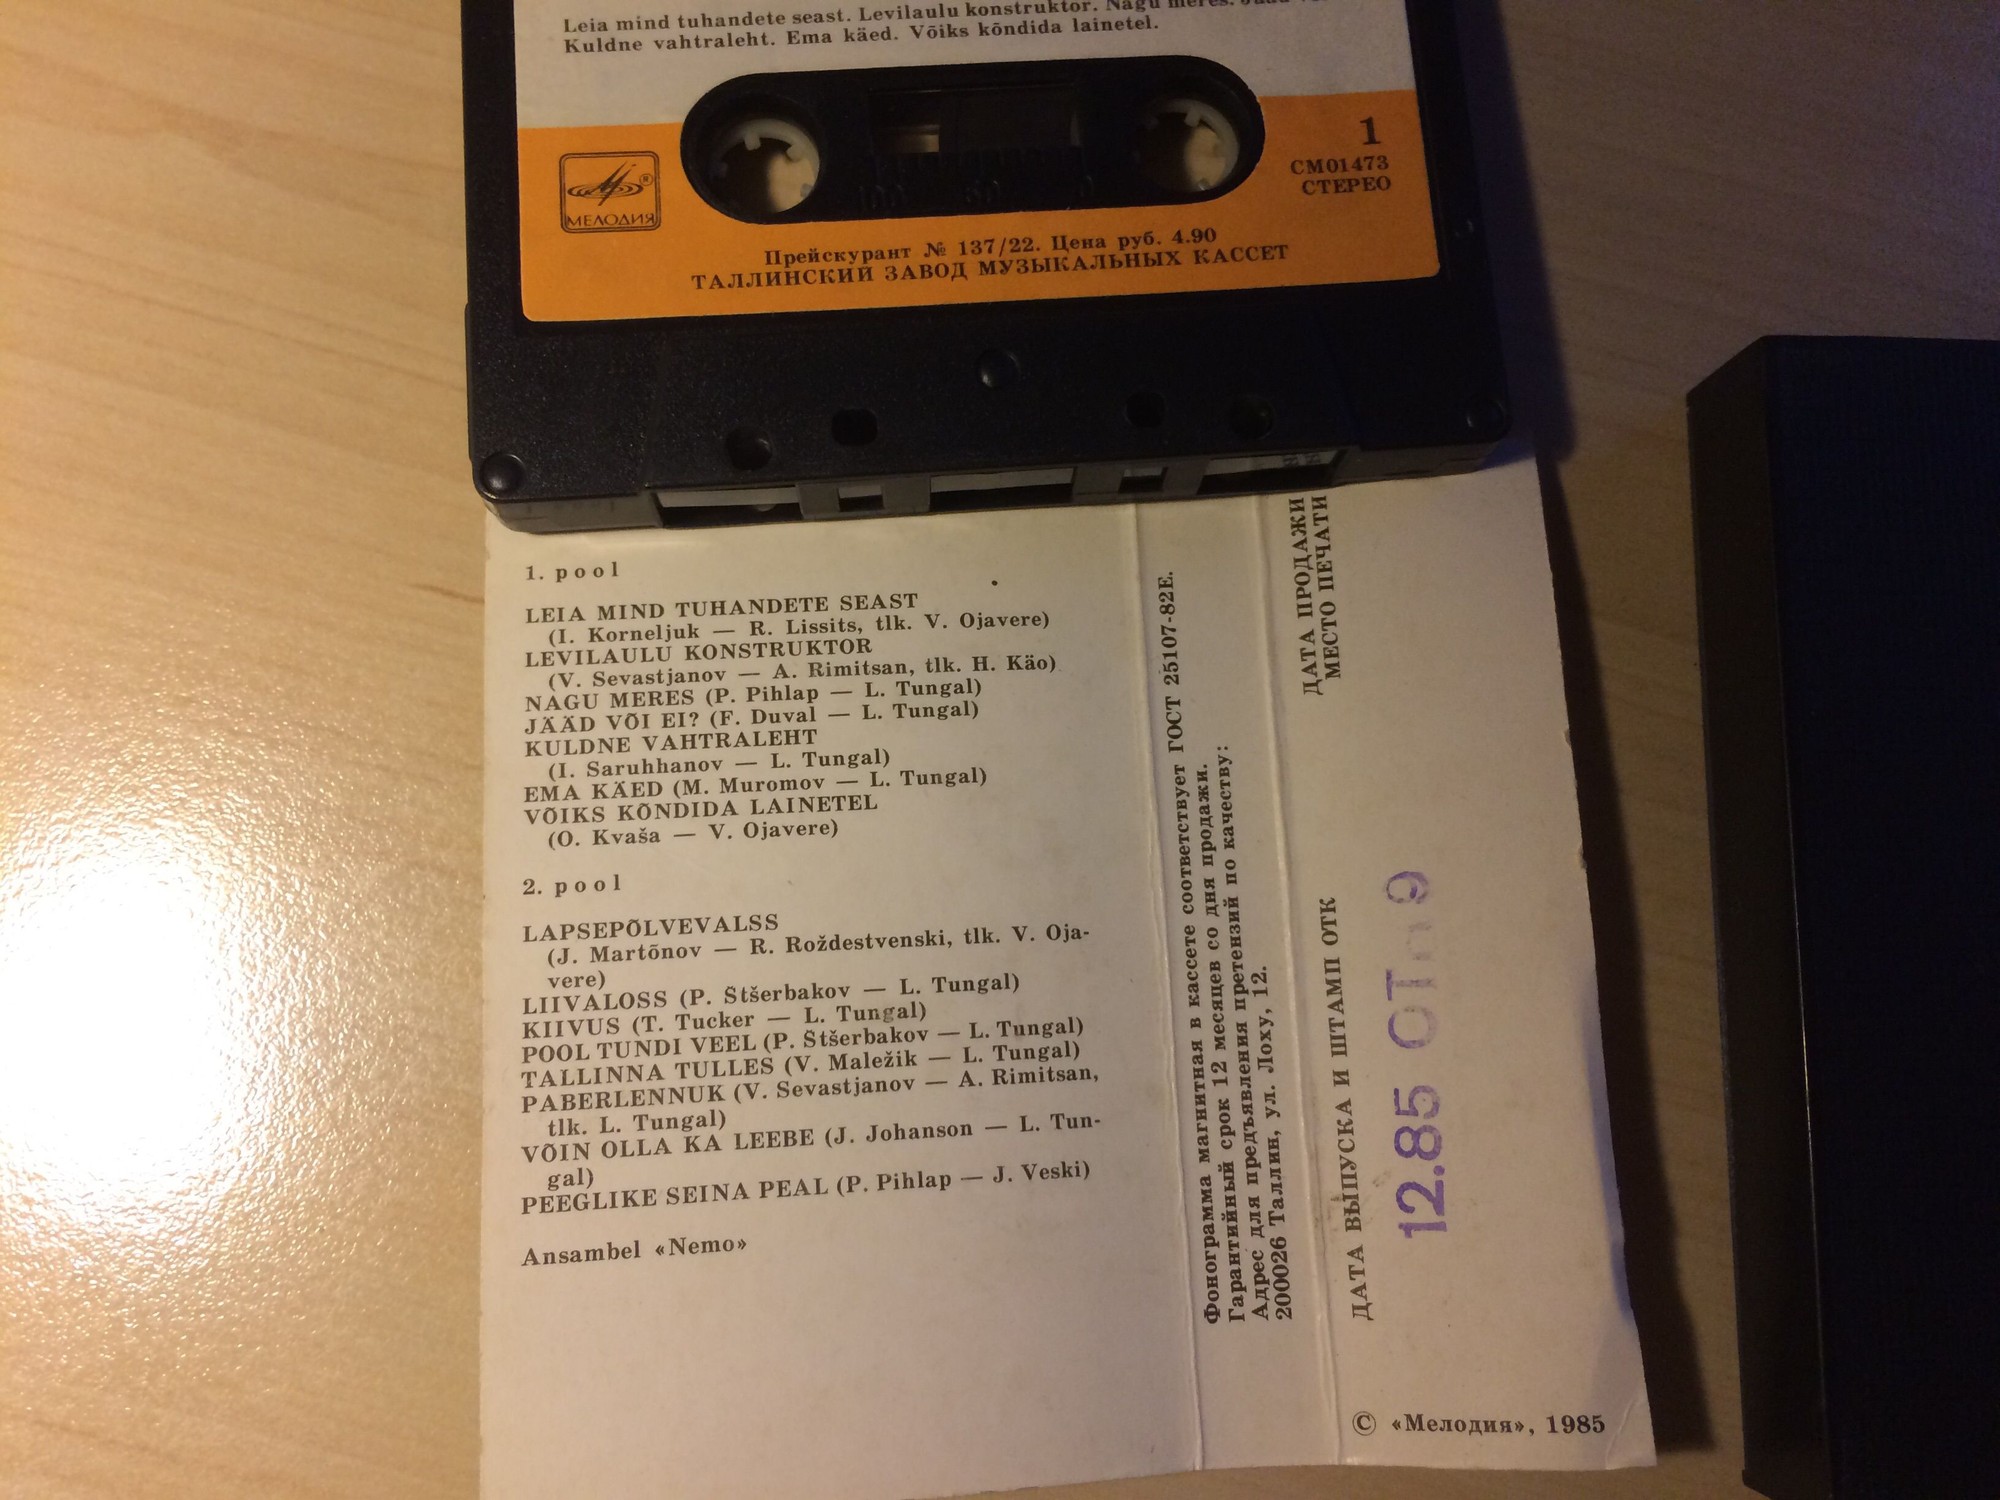 Leia mind tuhandete seast. Levilaulu konstruktor. Nagu meres.
Kuldne vahtraleht. Ema käed. Võiks kõndida lainetel.
МЕЛОДИЯ
®
1
СМ01473
СТЕРЕО
Прейскурант № 137/22. Цена руб. 4.90
ТАЛЛИНСКИЙ ЗАВОД МУЗЫКАЛЬНЫХ КАССЕТ
100 50 0
1. pool
LEIA MIND TUHANDETE SEAST
(I. Korneljuk — R. Lissits, tlk. V. Ojavere)
LEVILAULU KONSTRUKTOR
(V. Sevastjanov — A. Rimitsan, tlk. H. Käo)
NAGU MERES (P. Pihlap — L. Tungal)
JÄÄD VÕI EI? (F. Duval — L. Tungal)
KULDNE VAHTRALEHT
(I. Saruhhanov — L. Tungal)
EMA KÄED (M. Muromov — L. Tungal)
VÕIKS KÕNDIDA LAINETEL
(O. Kvaša — V. Ojavere)
2. pool
LAPSEPÕLVEVALSS
(J. Martõnov — R. Roždestvenski, tlk. V. Oja-
vere)
LIIVALOSS (P. Štšerbakov — L. Tungal)
KIIVUS (T. Tucker — L. Tungal)
POOL TUNDI VEEL (P. Štšerbakov — L. Tungal)
TALLINNA TULLES (V. Maležik — L. Tungal)
PABERLENNUK (V. Sevastjanov — A. Rimitsan,
tlk. L. Tungal)
VÕIN OLLA KA LEEBE (J. Johanson — L. Tun-
gal)
PEEGLIKE SEINA PEAL (P. Pihlap — J. Veski)
Ansambel «Nemo»
Фонограмма магнитная в кассете соответствует ГОСТ 25107-82Е.
Гарантийный срок 12 месяцев со дня продажи.
Адрес для предъявления претензий по качеству:
200026 Таллин, ул. Лоху, 12.
ДАТА ПРОДАЖИ
МЕСТО ПЕЧАТИ
ДАТА ВЫПУСКА И ШТАМП ОТК
12.85
© «Мелодия», 1985